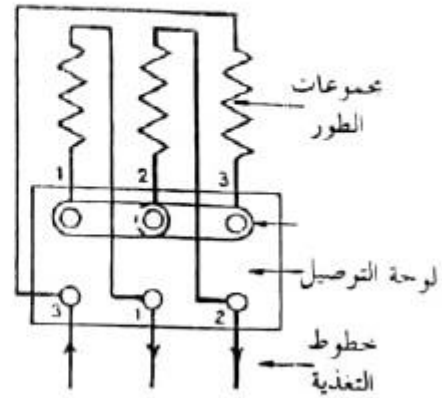 مجموعات
الطور
1 2 3
لوحة التوصيل
3 1 2
خطوط
التغذية